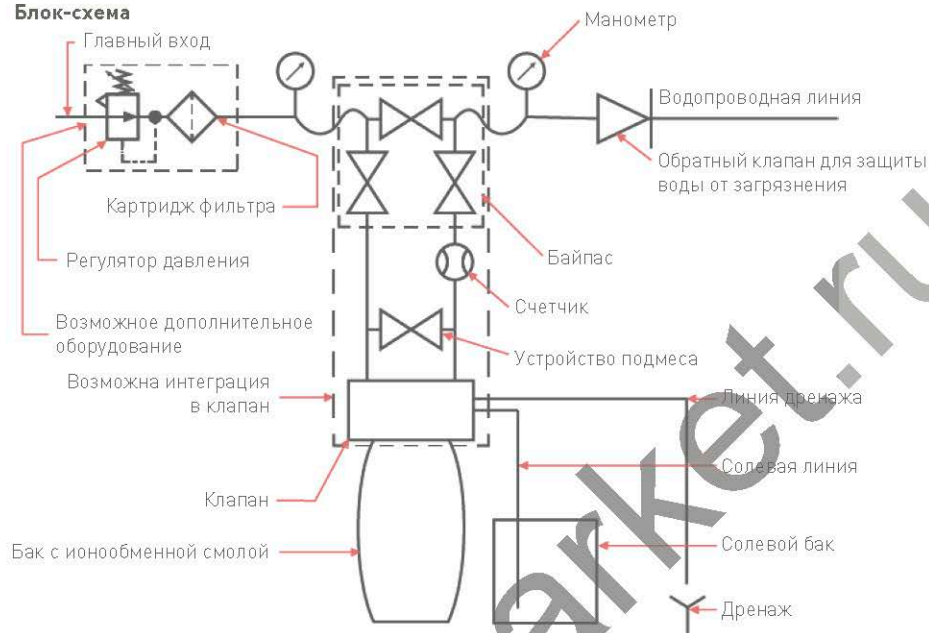 Блок-схема
Главный вход
Манометр
Водопроводная линия
Обратный клапан для защиты
воды от загрязнения
Картридж фильтра
Байпас
Регулятор давления
Счетчик
Возможное дополнительное
оборудование
Устройство подмеса
Возможна интеграция
в клапан
Линия дренажа
Солевая линия
Клапан
Солевой бак
Бак с ионообменной смолой
Дренаж
arket.ru